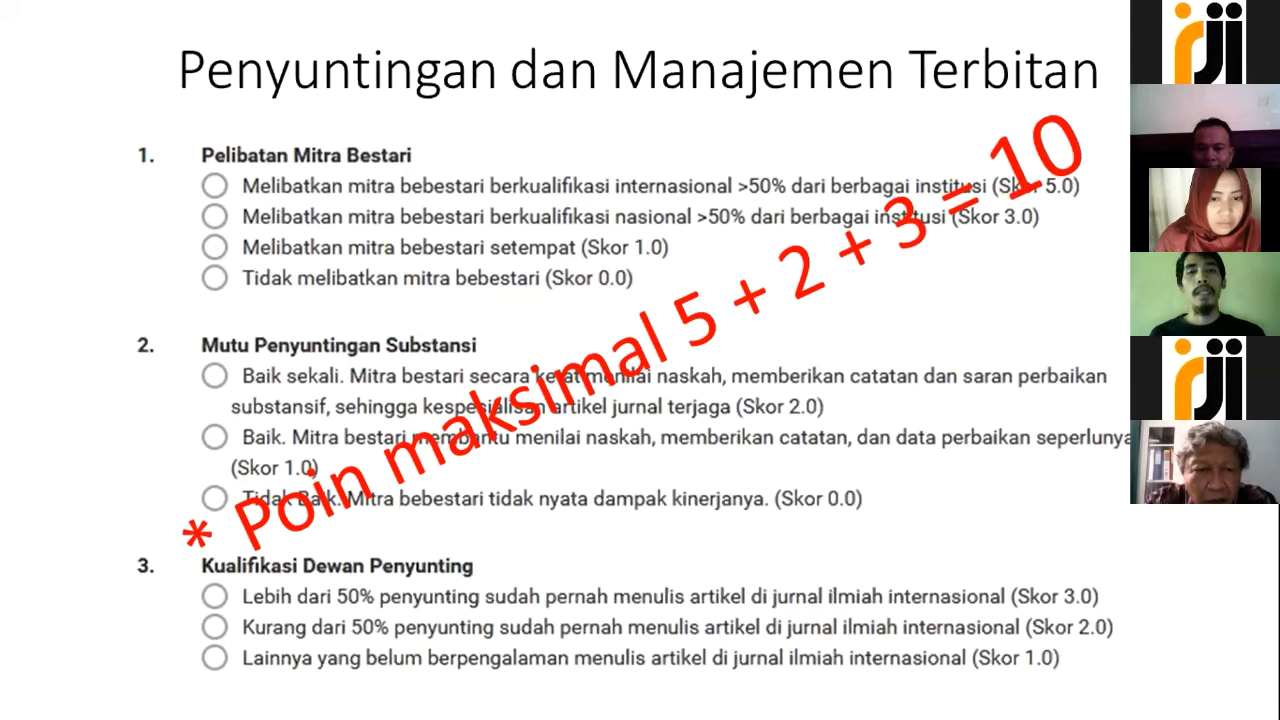 Penyuntingan dan Manajemen Terbitan
1. Pelibatan Mitra Bestari
Melibatkan mitra bebestari berkualifikasi internasional >50% dari berbagai institusi (Skor 5.0)
Melibatkan mitra bebestari berkualifikasi nasional >50% dari berbagai institusi (Skor 3.0)
Melibatkan mitra bebestari setempat (Skor 1.0)
Tidak melibatkan mitra bebestari (Skor 0.0)
2. Mutu Penyuntingan Substansi
Baik sekali. Mitra bestari secara ketat menilai naskah, memberikan catatan dan saran perbaikan
substansif, sehingga kespesialisan artikel jurnal terjaga (Skor 2.0)
Baik. Mitra bestari membantu menilai naskah, memberikan catatan, dan data perbaikan seperlunya
(Skor 1.0)
Tidak Baik. Mitra bebestari tidak nyata dampak kinerjanya. (Skor 0.0)
* Poin maksimal 5 + 2 + 3 = 10
3. Kualifikasi Dewan Penyunting
Lebih dari 50% penyunting sudah pernah menulis artikel di jurnal ilmiah internasional (Skor 3.0)
Kurang dari 50% penyunting sudah pernah menulis artikel di jurnal ilmiah internasional (Skor 2.0)
Lainnya yang belum berpengalaman menulis artikel di jurnal ilmiah internasional (Skor 1.0)
rji
rji